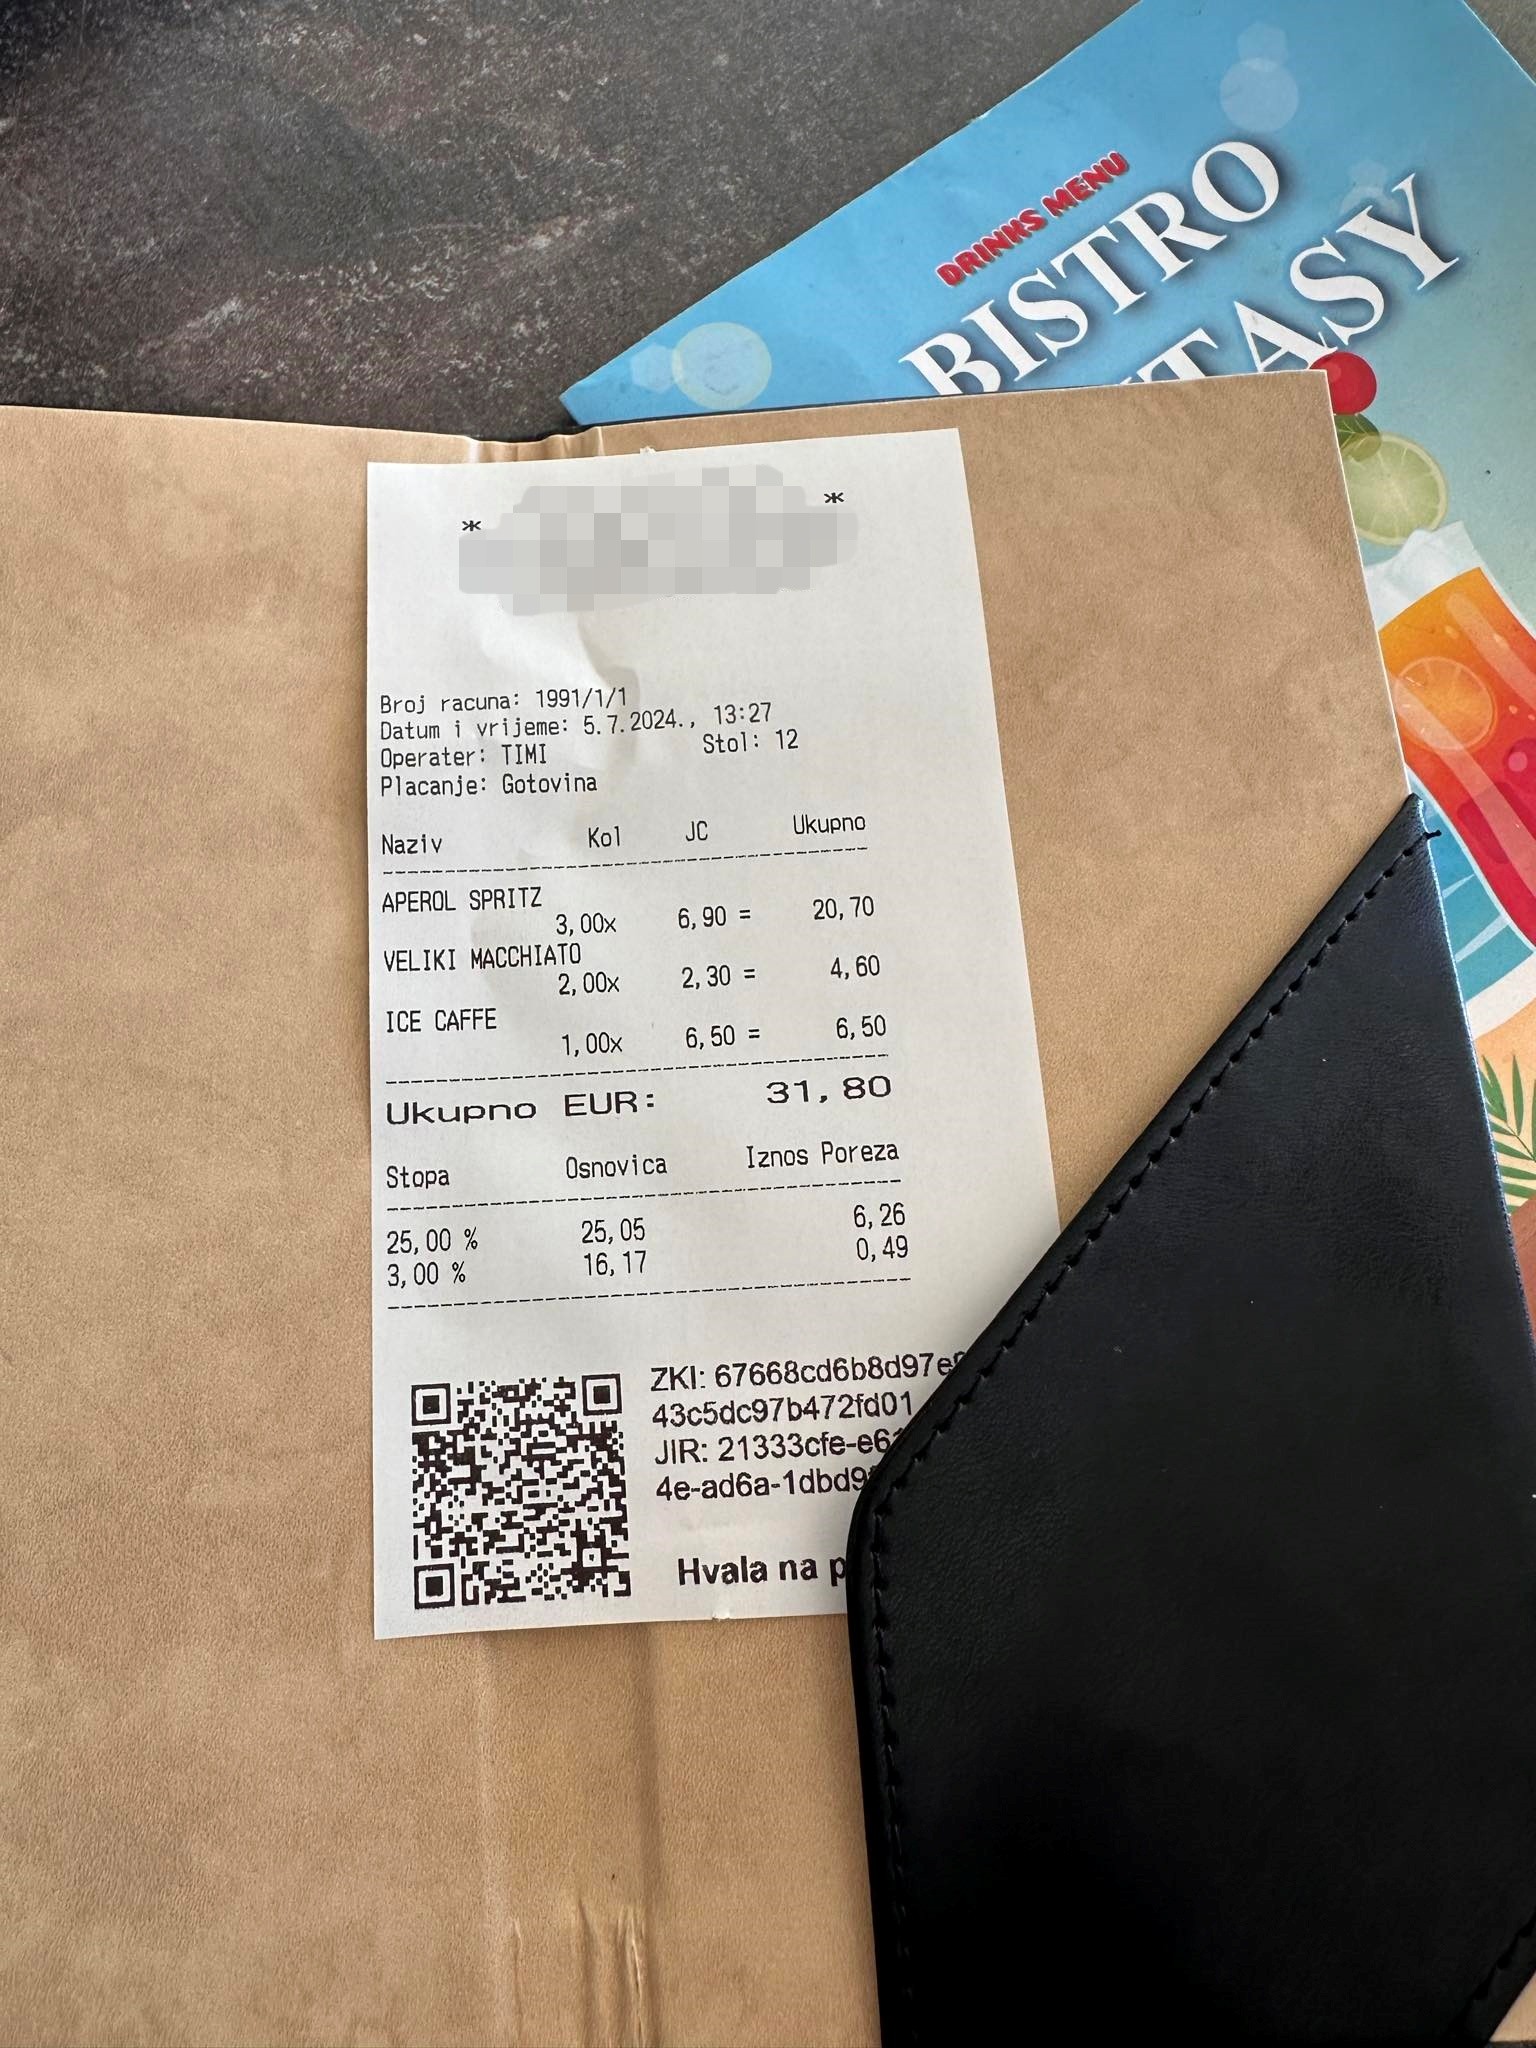 DRINKS MENU
BISTRO
TASY
* *
Broj racuna: 1991/1/1
Datum i vrijeme: 5.7.2024., 13:27
Operater: TIMI Stol: 12
Placanje: Gotovina
Naziv Kol JC Ukupno
APEROL SPRITZ
3,00x 6,90 = 20,70
VELIKI MACCHIATO
2,00x 2,30 = 4,60
ICE CAFFE
1,00x 6,50 = 6,50
Ukupno EUR: 31,80
Stopa Osnovica Iznos Poreza
25,00 % 25,05 6,26
3,00 % 16,17 0,49
ZKI: 67668cd6b8d97e
43c5dc97b472fd01
JIR: 21333cfe-e6
4e-ad6a-1dbd9
Hvala na